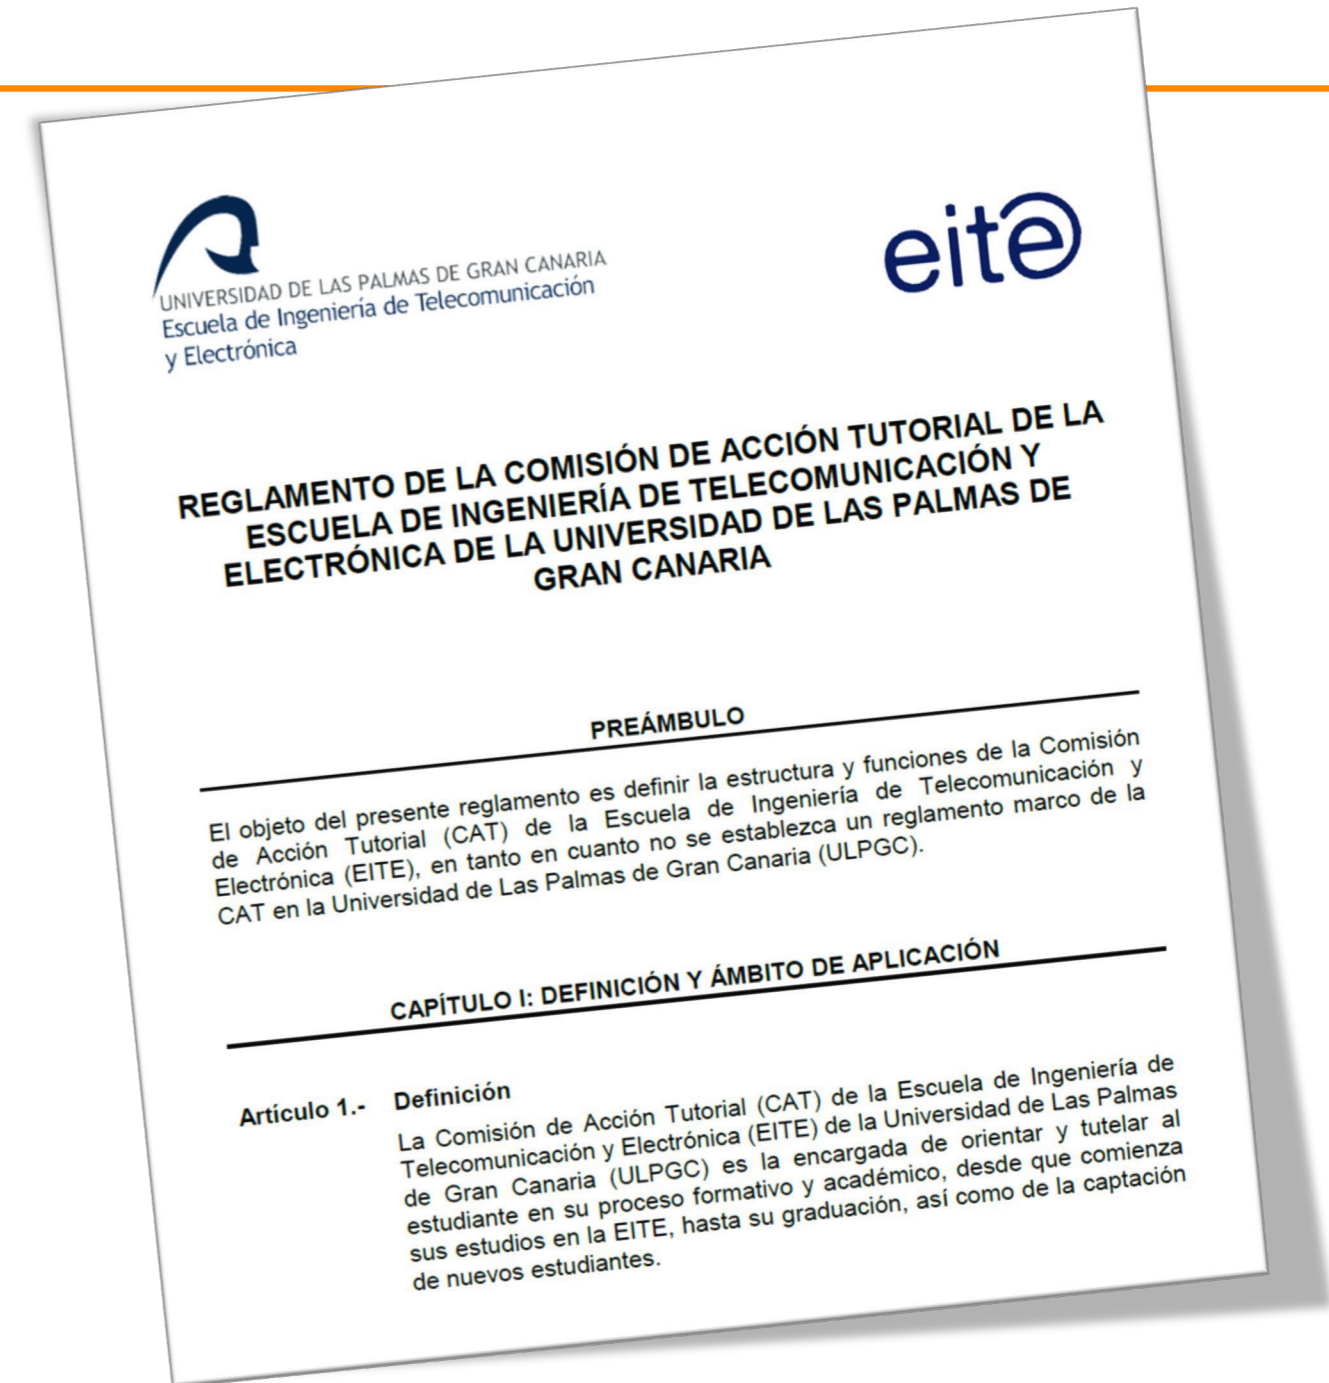 UNIVERSIDAD DE LAS PALMAS DE GRAN CANARIA
Escuela de Ingeniería de Telecomunicación
y Electrónica
eite
REGLAMENTO DE LA COMISIÓN DE ACCIÓN TUTORIAL DE LA
ESCUELA DE INGENIERÍA DE TELECOMUNICACIÓN Y
ELECTRÓNICA DE LA UNIVERSIDAD DE LAS PALMAS DE
GRAN CANARIA
PREÁMBULO
El objeto del presente reglamento es definir la estructura y funciones de la Comisión
de Acción Tutorial (CAT) de la Escuela de Ingeniería de Telecomunicación y
Electrónica (EITE), en tanto en cuanto no se establezca un reglamento marco de la
CAT en la Universidad de Las Palmas de Gran Canaria (ULPGC).
CAPÍTULO I: DEFINICIÓN Y ÁMBITO DE APLICACIÓN
Artículo 1.- Definición
La Comisión de Acción Tutorial (CAT) de la Escuela de Ingeniería de
Telecomunicación y Electrónica (EITE) de la Universidad de Las Palmas
de Gran Canaria (ULPGC) es la encargada de orientar y tutelar al
estudiante en su proceso formativo y académico, desde que comienza
sus estudios en la EITE, hasta su graduación, así como de la captación
de nuevos estudiantes.